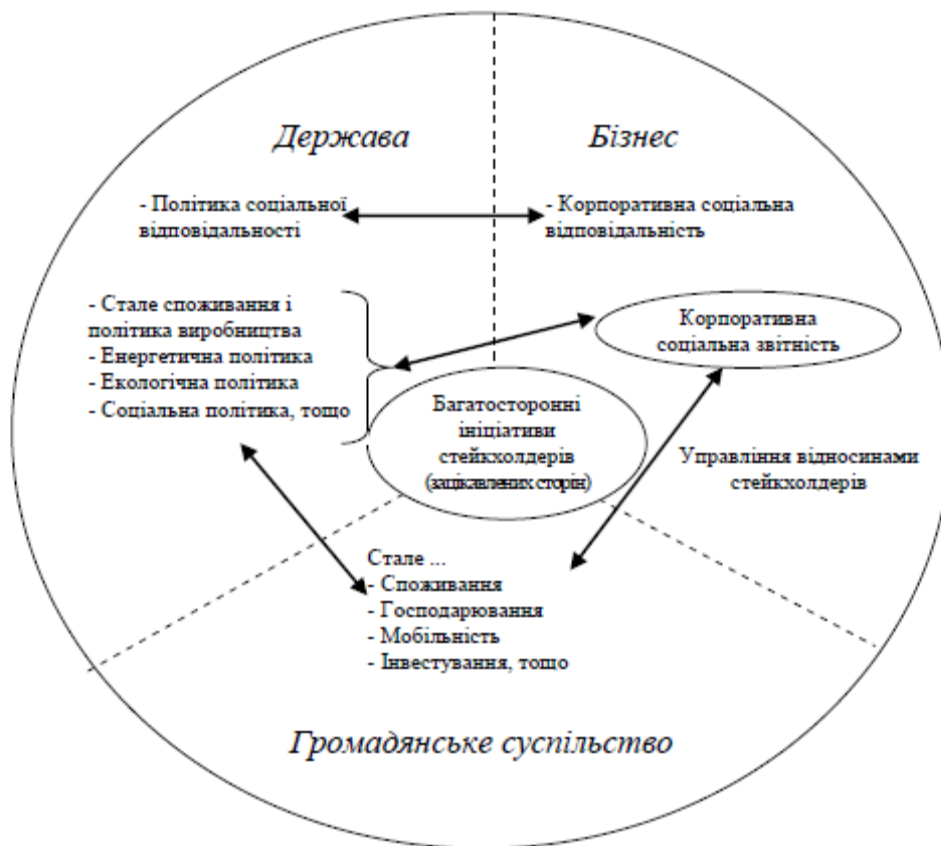 Держава
Бізнес
- Політика соціальної
відповідальності
- Корпоративна соціальна
відповідальність
- Стале споживання і
політика виробництва
- Енергетична політика
- Екологічна політика
- Соціальна політика, тощо
Корпоративна
соціальна звітність
Багатосторонні
ініціативи
стейкхолдерів
(зацікавлених сторін)
Управління відносинами
стейкхолдерів
Стале ...
- Споживання
- Господарювання
- Мобільність
- Інвестування, тощо
Громадянське суспільство